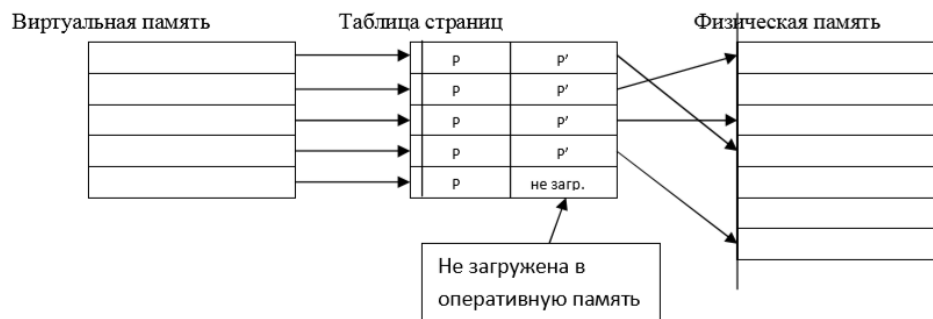 Виртуальная память
Таблица страниц
Физическая память
P P'
P P'
P P'
P P'
P не загр.
Не загружена в
оперативную память